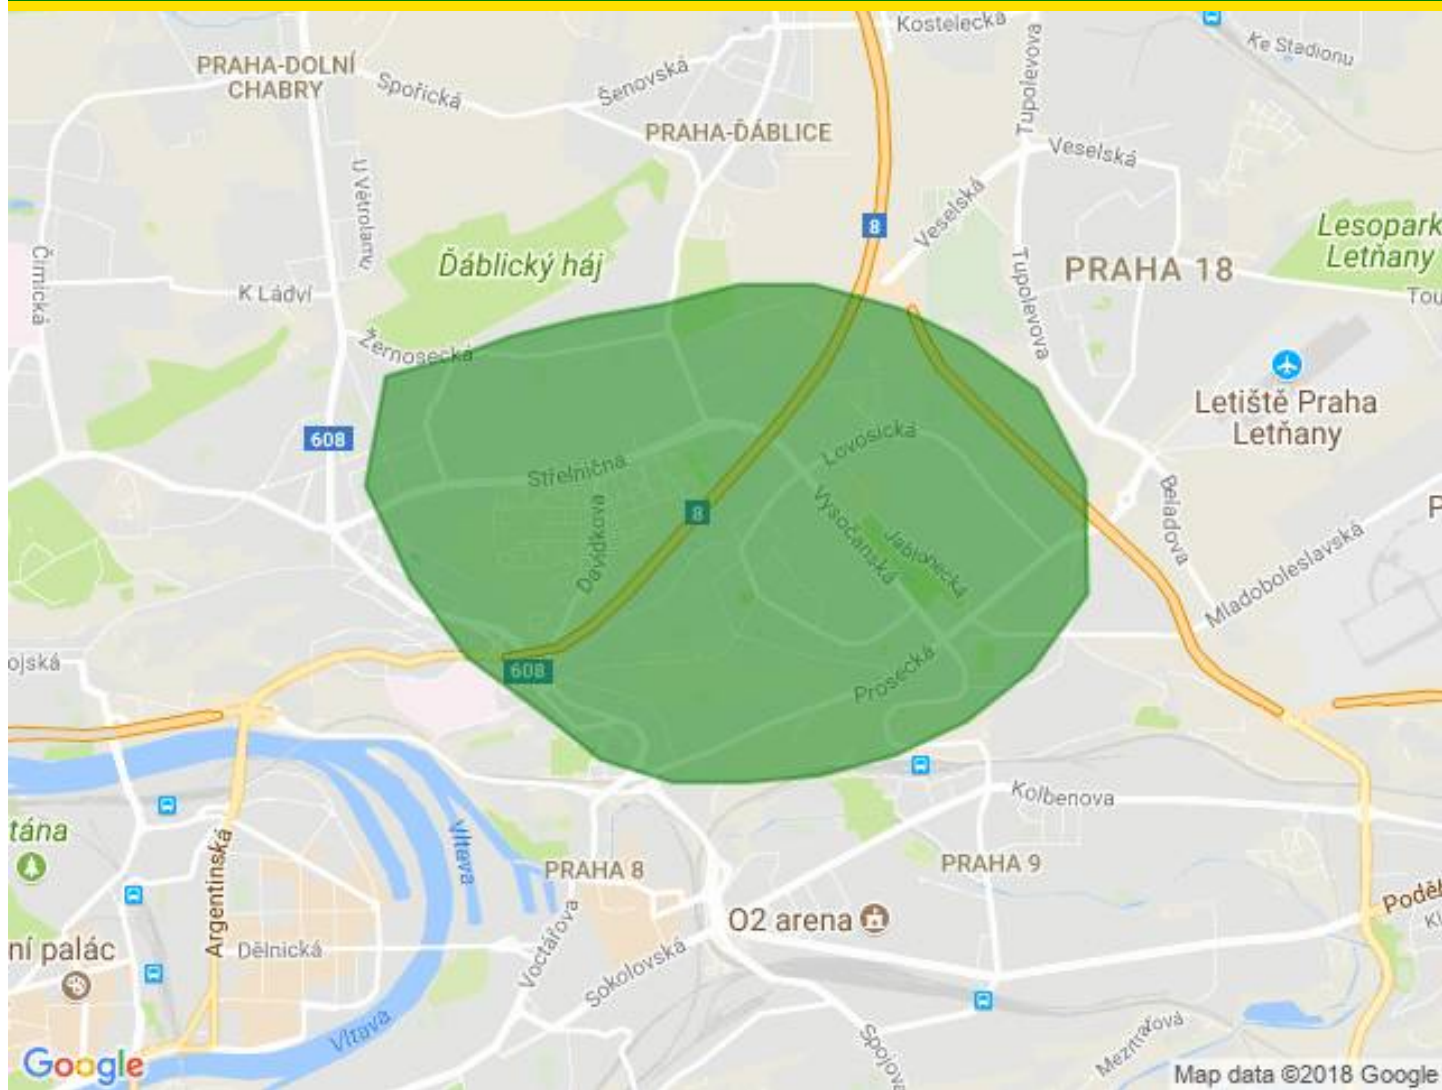 Kostelecká
Ke Stadionu
PRAHA-DOLNÍ
CHABRY
Spořická
Šenovská
Tupolevova
PRAHA-ĎÁBLICE
Veselská
U Větrolamu
Veselská
8
Čimická
Ďáblický háj
Lesopark
Letňany
PRAHA 18
K Ládví
Tupolevova
Tou
Žernosecká
Letiště Praha
Letňany
608
Lovosická
Střelničná
8
Vysočanská
Davídkova
Jablonecká
Beladova
P
Mladoboleslavská
ojská
608
Prosecká
Kolbenova
tána
Vltava
Argentinská
PRAHA 8
PRAHA 9
Poděl
Kl
O2 arena
ní palác
Dělnická
Voctářova
Sokolovská
Vltava
Spojov
Google
Map data ©2018 Google